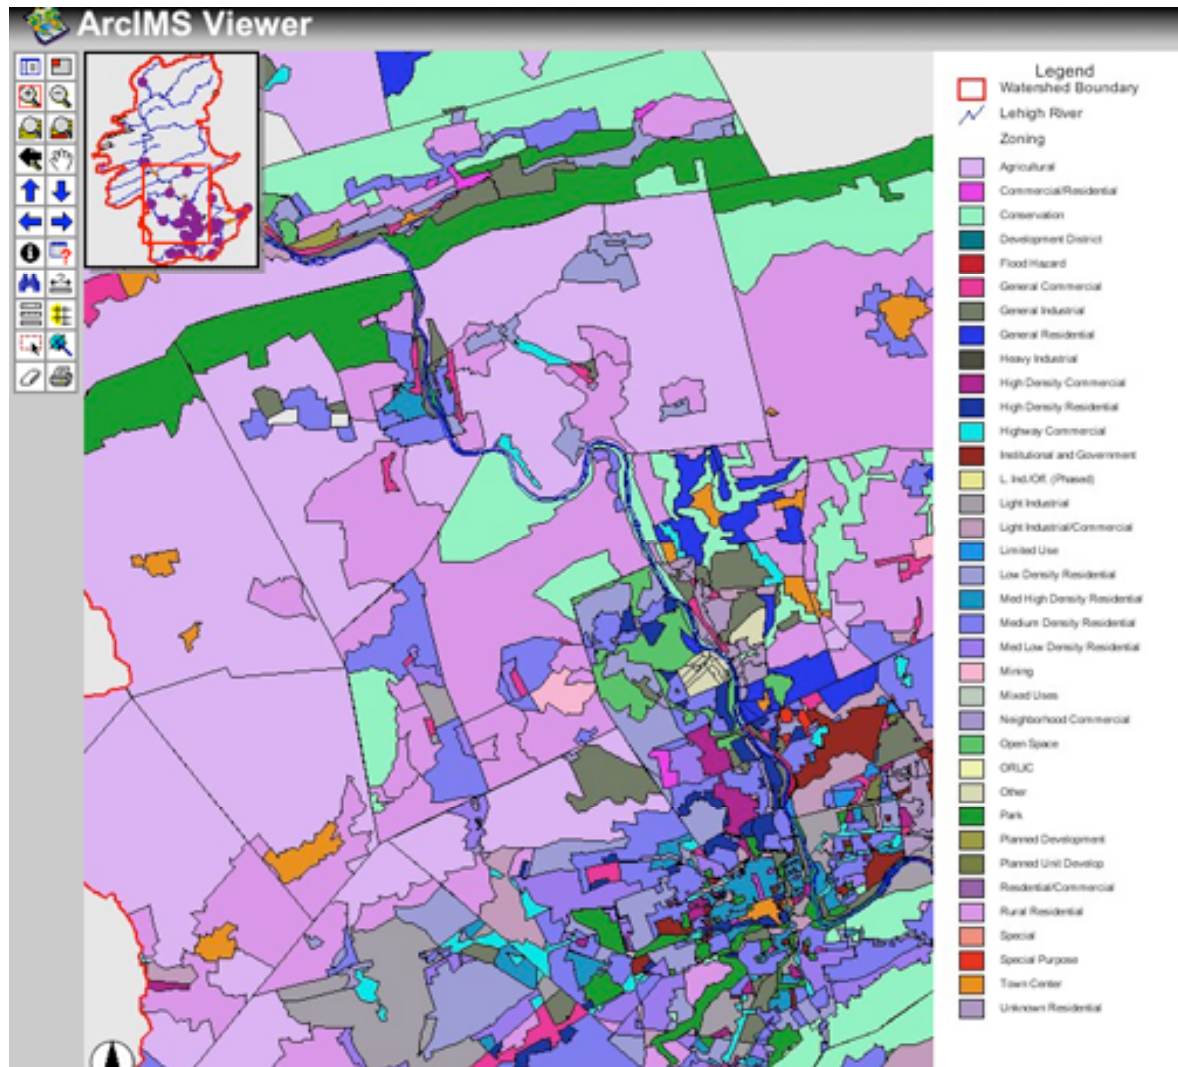 ArcIMS Viewer
Legend
Watershed Boundary
Lehigh River
Zoning
Agricultural
Commercial/Residential
Conservation
Development District
Flood Hazard
General Commercial
General Industrial
General Residential
Heavy Industrial
High Density Commercial
High Density Residential
Highway Commercial
Institutional and Government
L. Ind./Off. (Phased)
Light Industrial
Light Industrial/Commercial
Limited Use
Low Density Residential
Med High Density Residential
Medium Density Residential
Med Low Density Residential
Mining
Mixed Uses
Neighborhood Commercial
Open Space
Other
Park
Planned Development
Planned Unit Develop
Residential/Commercial
Rural Residential
Special
Special Purpose
Town Center
Unknown Residential